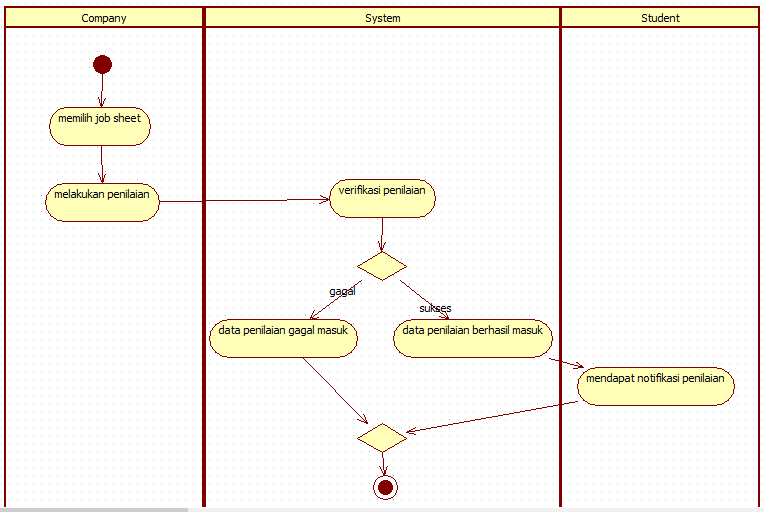 Company
System
Student
memilih job sheet
melakukan penilaian
verifikasi penilaian
gagal
sukses
data penilaian gagal masuk
data penilaian berhasil masuk
mendapat notifikasi penilaian